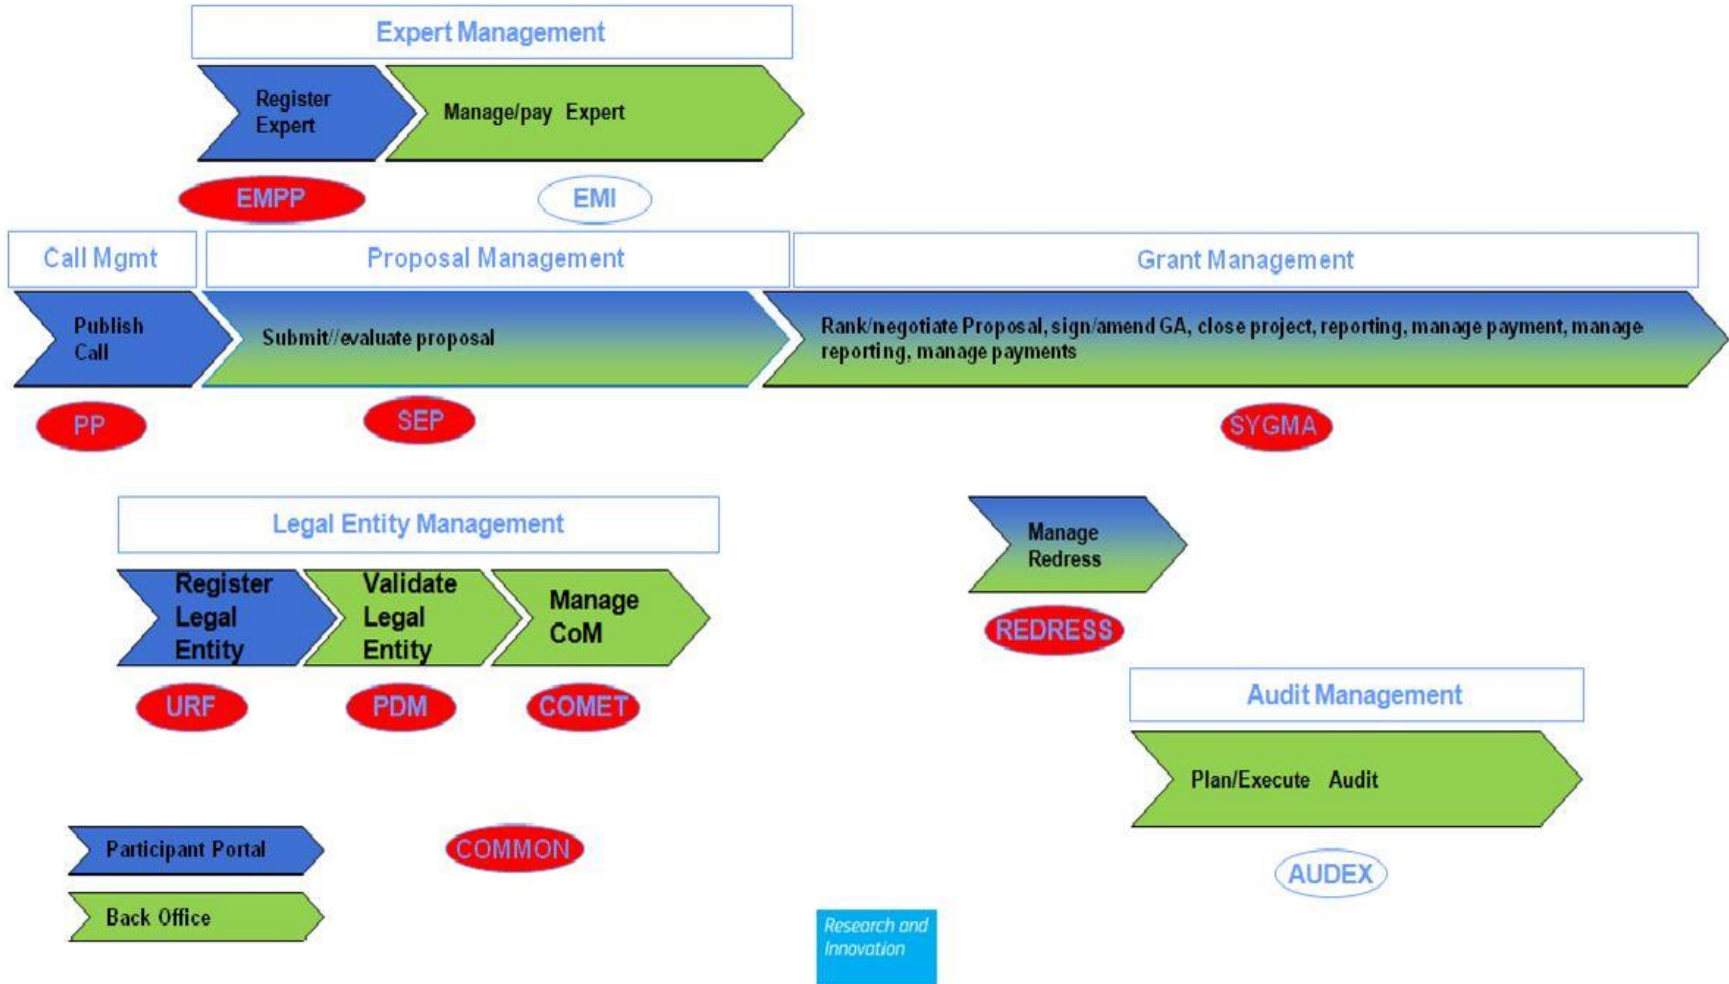 Expert Management
Register
Expert
Manage/pay Expert
EMPP
EMI
Call Mgmt
Proposal Management
Grant Management
Publish
Call
Submit//evaluate proposal
Rank/negotiate Proposal, sign/amend GA, close project, reporting, manage payment, manage
reporting, manage payments
PP
SEP
SYGMA
Legal Entity Management
Manage
Redress
Register
Legal
Entity
Validate
Legal
Entity
Manage
CoM
REDRESS
URF
PDM
COMET
Audit Management
Plan/Execute Audit
Participant Portal
COMMON
AUDEX
Back Office
Research and
Innovation